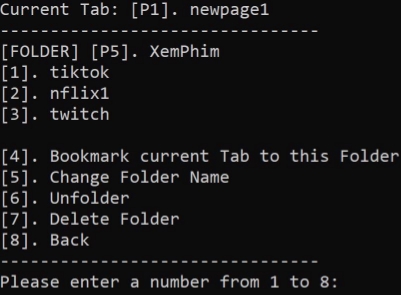 Current Tab: [P1]. newpage1
--------------------------------
[FOLDER] [P5]. XemPhim
[1]. tiktok
[2]. nflix1
[3]. twitch

[4]. Bookmark current Tab to this Folder
[5]. Change Folder Name
[6]. Unfolder
[7]. Delete Folder
[8]. Back
--------------------------------
Please enter a number from 1 to 8: